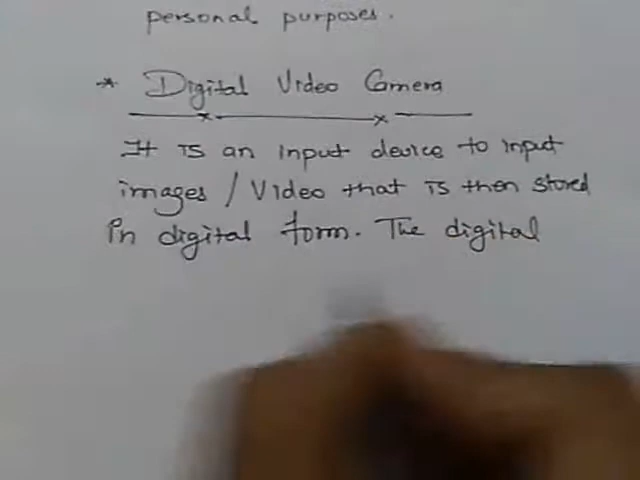 personal purposes.
* Digital Video Camera
It is an input device to input
images / Video that is then stored
in digital form. The digital